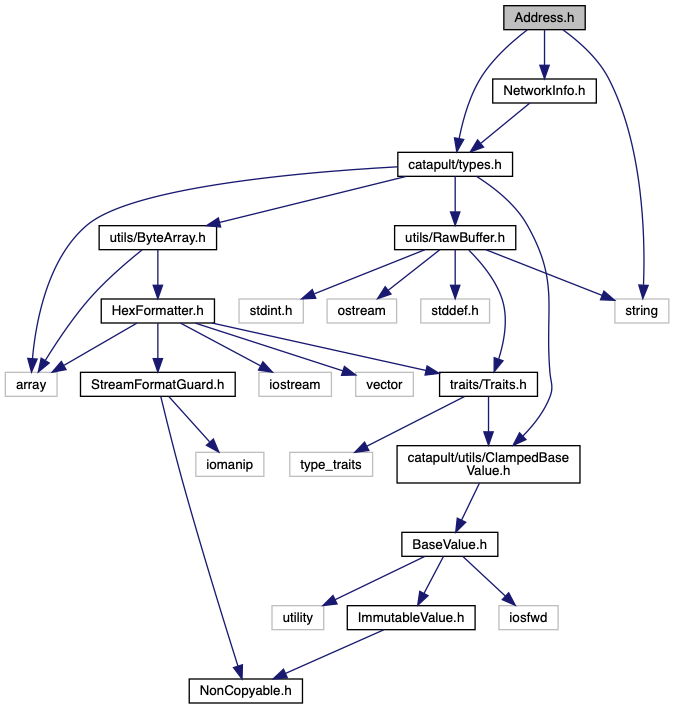 Address.h
NetworkInfo.h
catapult/types.h
utils/ByteArray.h
utils/RawBuffer.h
HexFormatter.h
stdint.h
ostream
stddef.h
string
array
StreamFormatGuard.h
iostream
vector
traits/Traits.h
iomanip
type_traits
catapult/utils/ClampedBase
Value.h
BaseValue.h
utility
ImmutableValue.h
iosfwd
NonCopyable.h